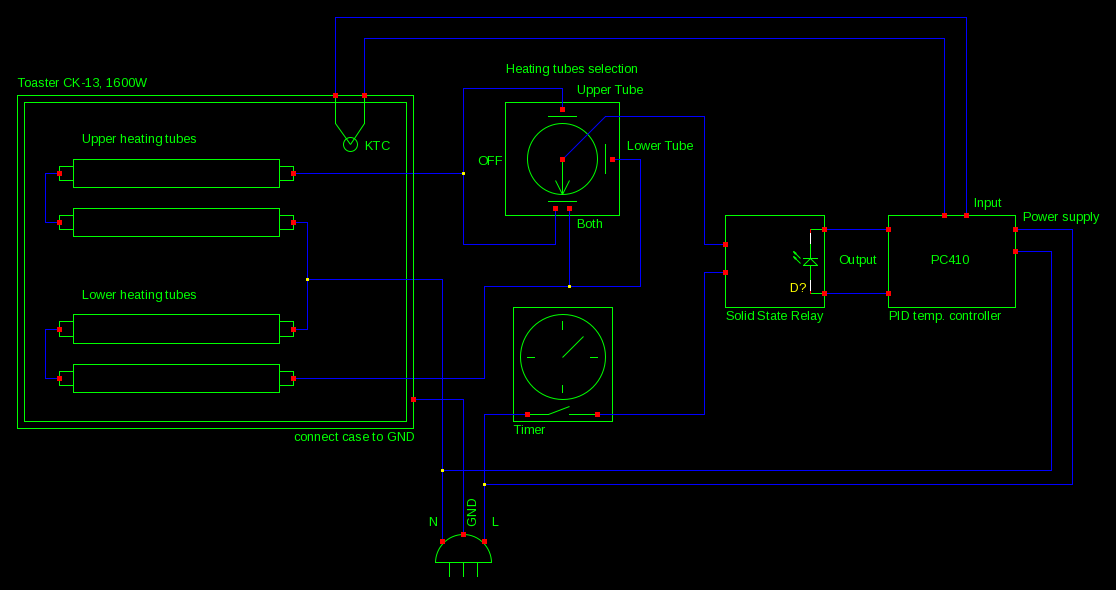 Heating tubes selection
Toaster CK-13, 1600W
Upper Tube
Upper heating tubes
KTC
OFF
Lower Tube
Input
Power supply
Both
Output
PC410
D?
Lower heating tubes
Solid State Relay
PID temp. controller
Timer
connect case to GND
N
GND
L